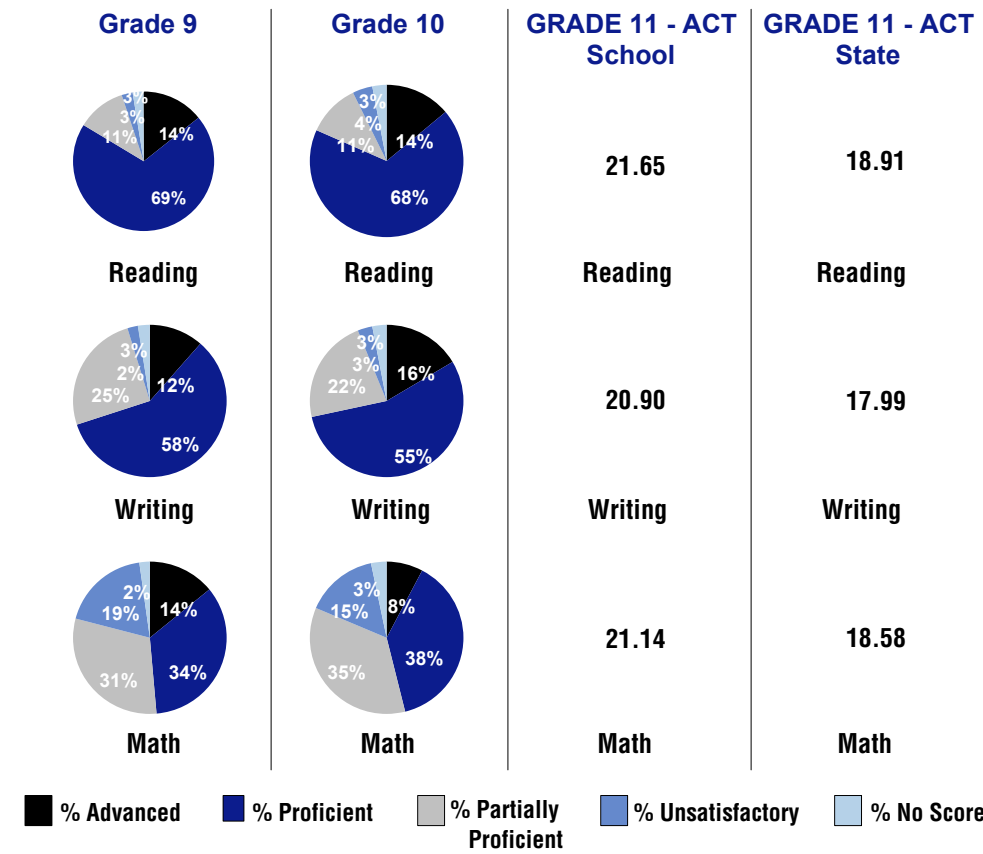 Grade 9
Grade 10
GRADE 11 - ACT
School
GRADE 11 - ACT
State
3%
3%
11%
14%
69%
3%
4%
11%
14%
68%
21.65
18.91
Reading
Reading
Reading
Reading
3%
2%
25%
12%
58%
3%
3%
22%
16%
55%
20.90
17.99
Writing
Writing
Writing
Writing
2%
19%
14%
31%
34%
3%
15%
8%
35%
38%
21.14
18.58
Math
Math
Math
Math
% Advanced
% Proficient
% Partially
Proficient
% Unsatisfactory
% No Score